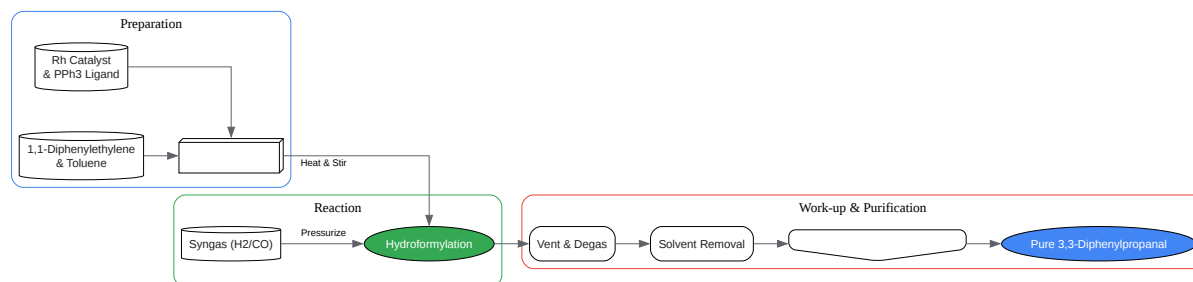 Preparation
Rh Catalyst
& PPh3 Ligand
1,1-Diphenylethylene
& Toluene
Heat & Stir
Reaction
Syngas (H2/CO)
Pressurize
Hydroformylation
Work-up & Purification
Vent & Degas
Solvent Removal
Pure 3,3-Diphenylpropanal